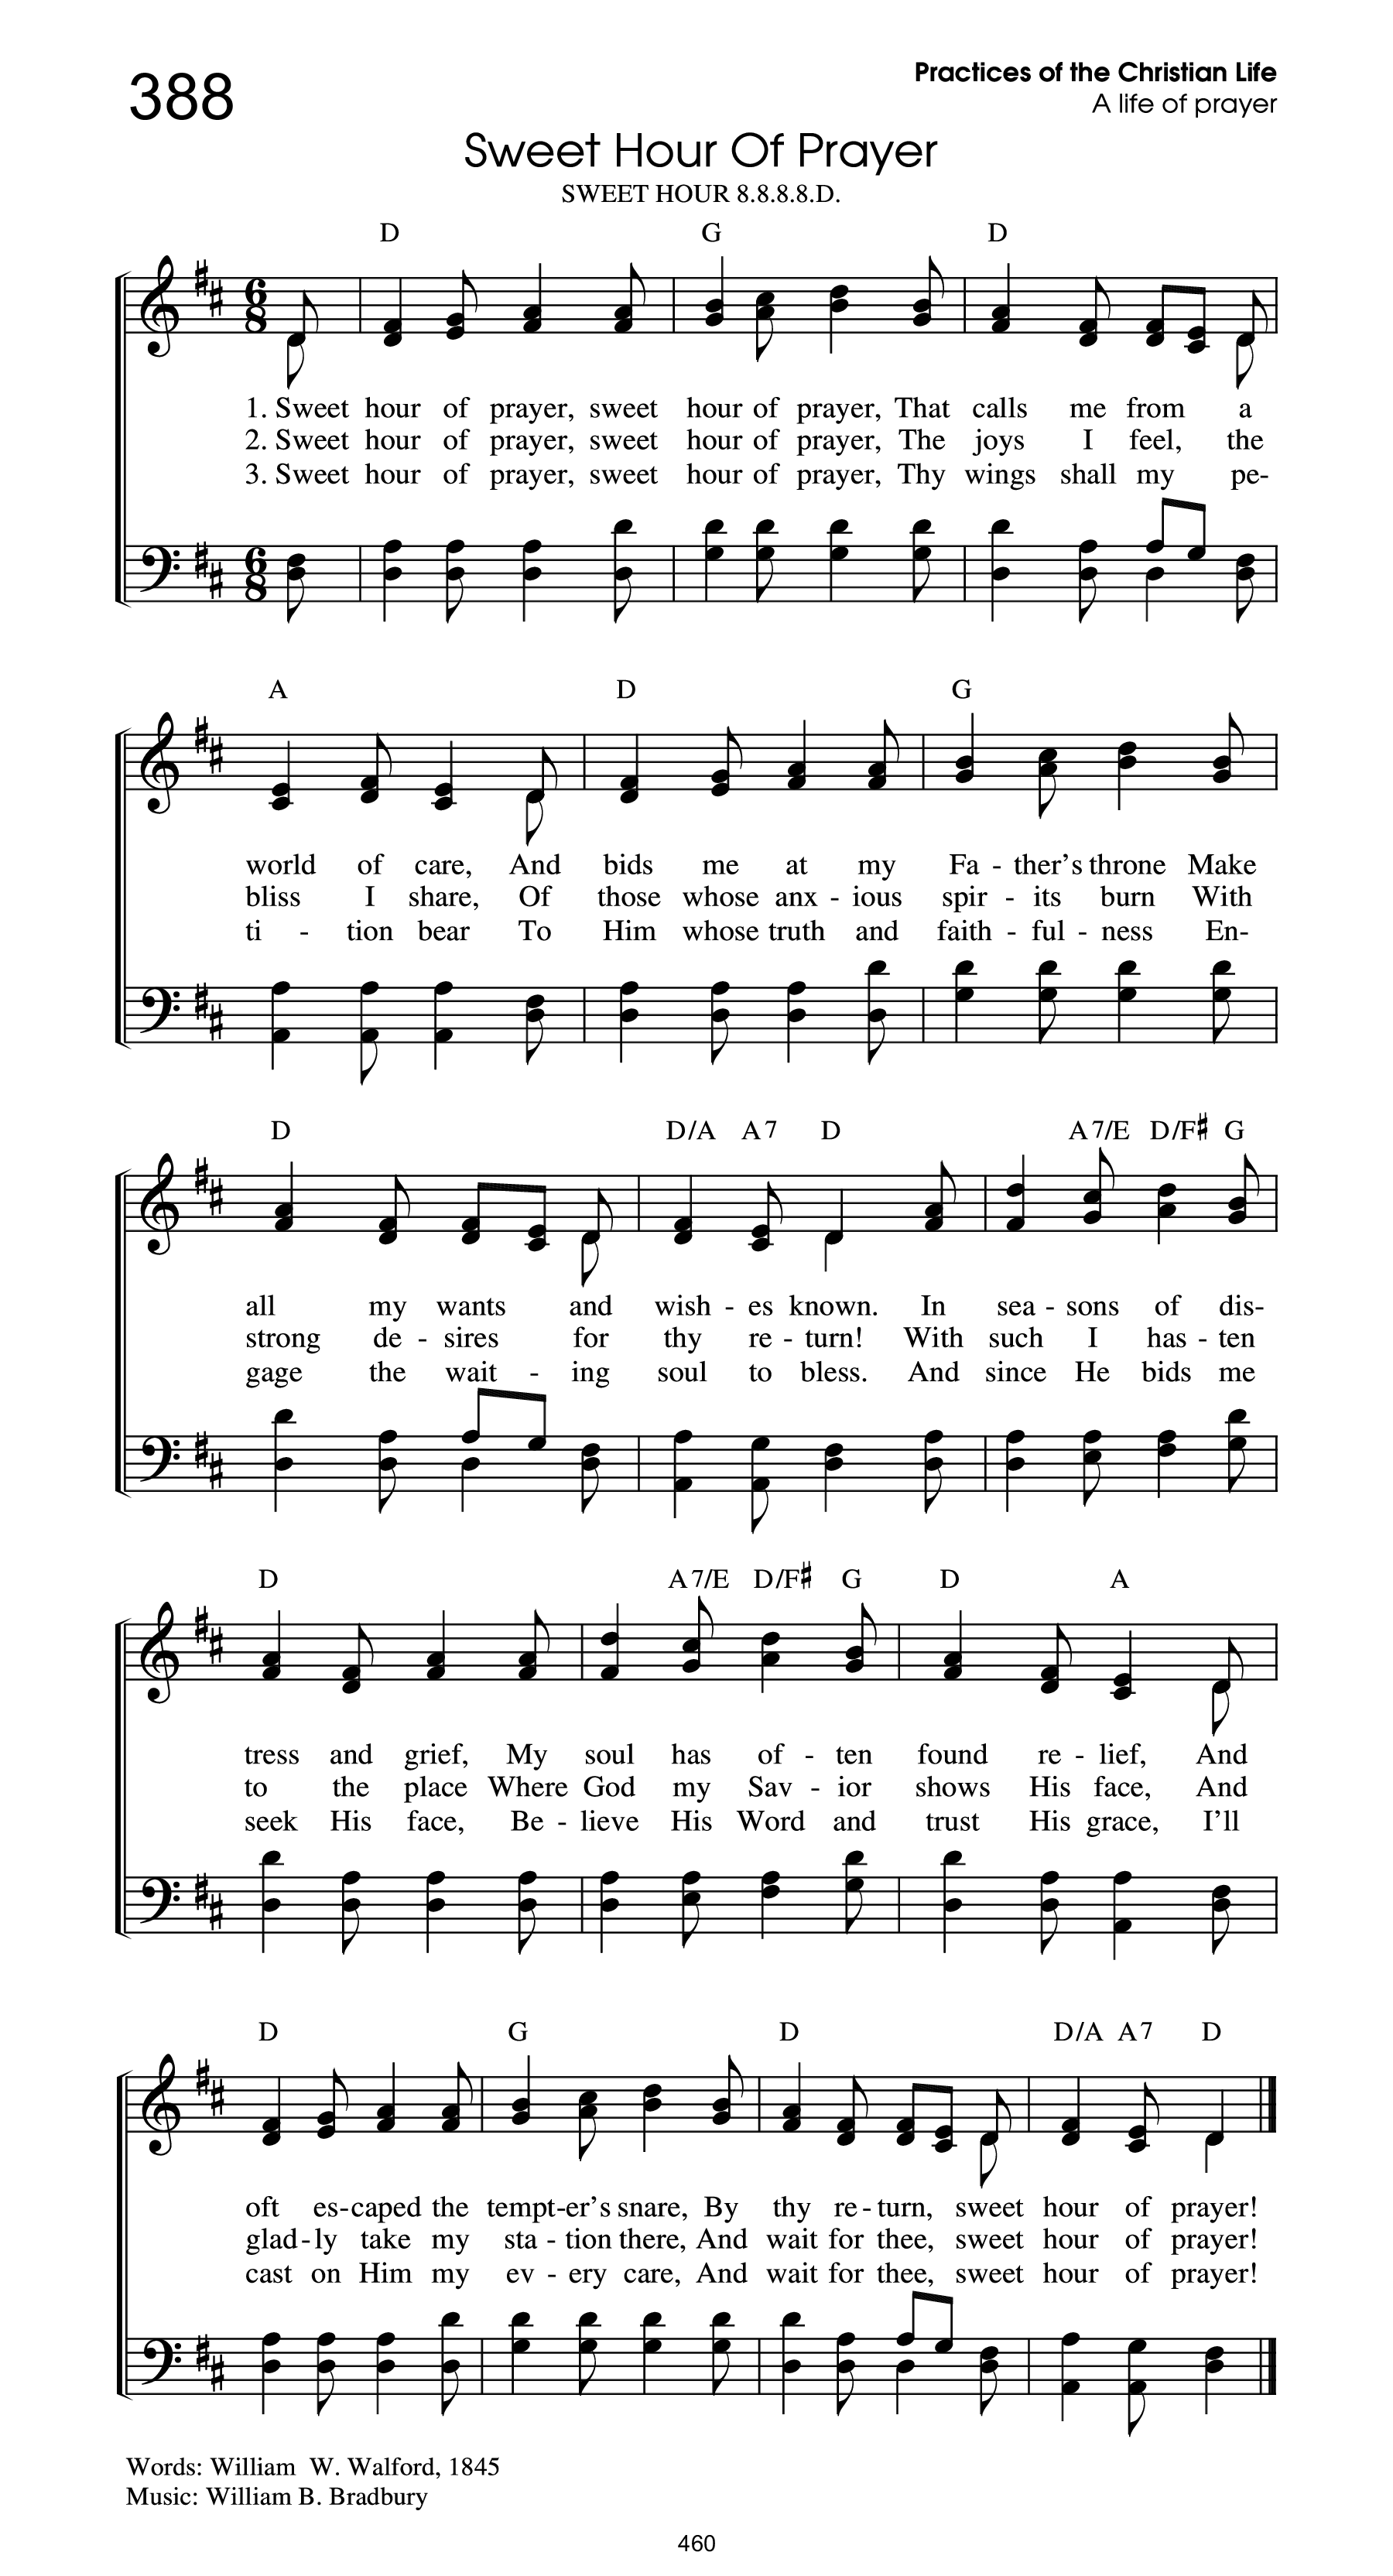 388
Practices of the Christian Life
A life of prayer
Sweet Hour Of Prayer
SWEET HOUR 8.8.8.8.D.
D G D
6 8
1. Sweet hour of prayer, sweet hour of prayer, That calls me from a
2. Sweet hour of prayer, sweet hour of prayer, The joys I feel, the
3. Sweet hour of prayer, sweet hour of prayer, Thy wings shall my pe-
6 8
A D G
world of care, And bids me at my Fa - ther's throne Make
bliss I share, Of those whose anx - ious spir - its burn With
ti - tion bear To Him whose truth and faith - ful - ness En-
D D/A A7 D A7/E D/F♯ G
all my wants and wish - es known. In sea - sons of dis-
strong de - sires for thy re - turn! With such I has - ten
gage the wait - ing soul to bless. And since He bids me
D A7/E D/F♯ G D A
tress and grief, My soul has of - ten found re - lief, And
to the place Where God my Sav - ior shows His face, And
seek His face, Be - lieve His Word and trust His grace, I'll
D G D D/A A7 D
oft es-caped the tempt-er's snare, By thy re - turn, sweet hour of prayer!
glad - ly take my sta - tion there, And wait for thee, sweet hour of prayer!
cast on Him my ev - ery care, And wait for thee, sweet hour of prayer!
Words: William W. Walford, 1845
Music: William B. Bradbury
460